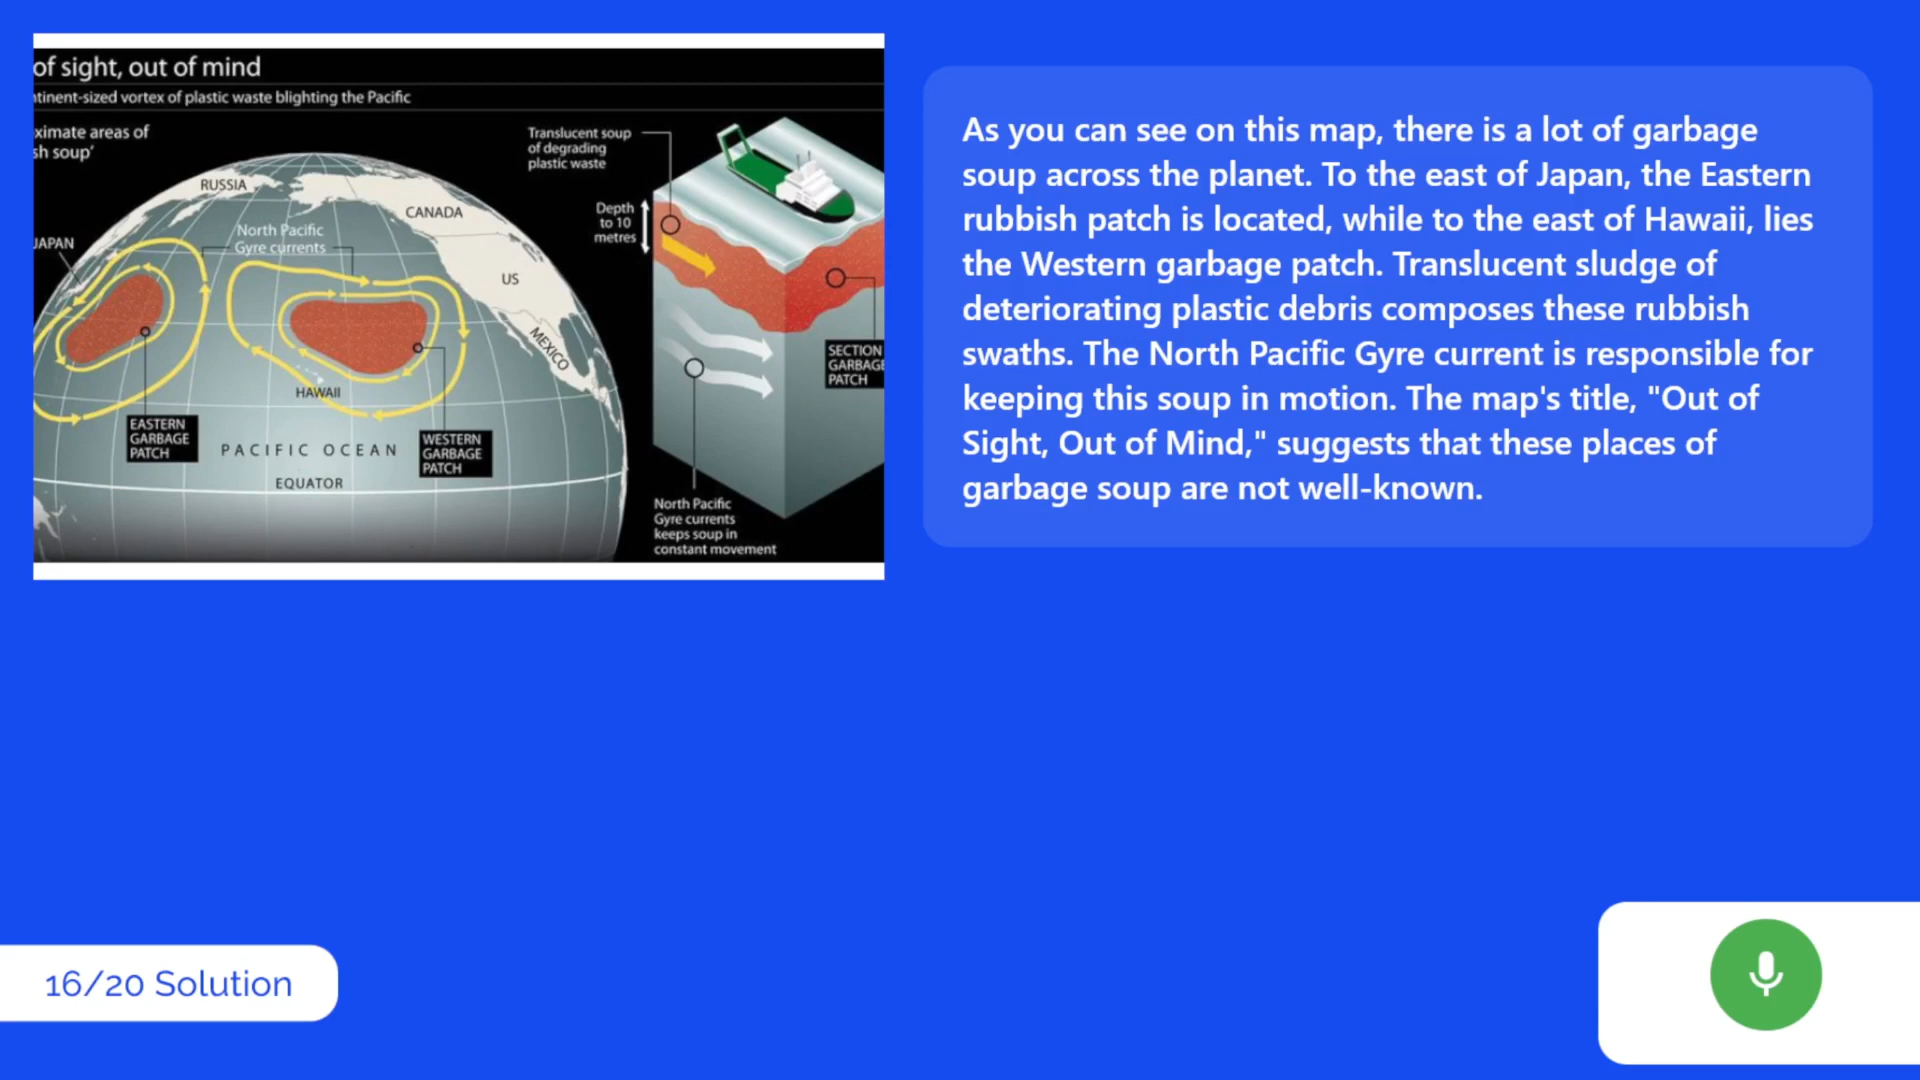 of sight, out of mind
ntinent-sized vortex of plastic waste blighting the Pacific
ximate areas of
sh soup'
RUSSIA
CANADA
JAPAN
North Pacific
Gyre currents
US
MEXICO
HAWAII
EASTERN
GARBAGE
PATCH
PACIFIC OCEAN
WESTERN
GARBAGE
PATCH
EQUATOR
Translucent soup
of degrading
plastic waste
Depth
to 10
metres
SECTION
GARBAGE
PATCH
North Pacific
Gyre currents
keeps soup in
constant movement
As you can see on this map, there is a lot of garbage
soup across the planet. To the east of Japan, the Eastern
rubbish patch is located, while to the east of Hawaii, lies
the Western garbage patch. Translucent sludge of
deteriorating plastic debris composes these rubbish
swaths. The North Pacific Gyre current is responsible for
keeping this soup in motion. The map's title, "Out of
Sight, Out of Mind," suggests that these places of
garbage soup are not well-known.
16/20 Solution